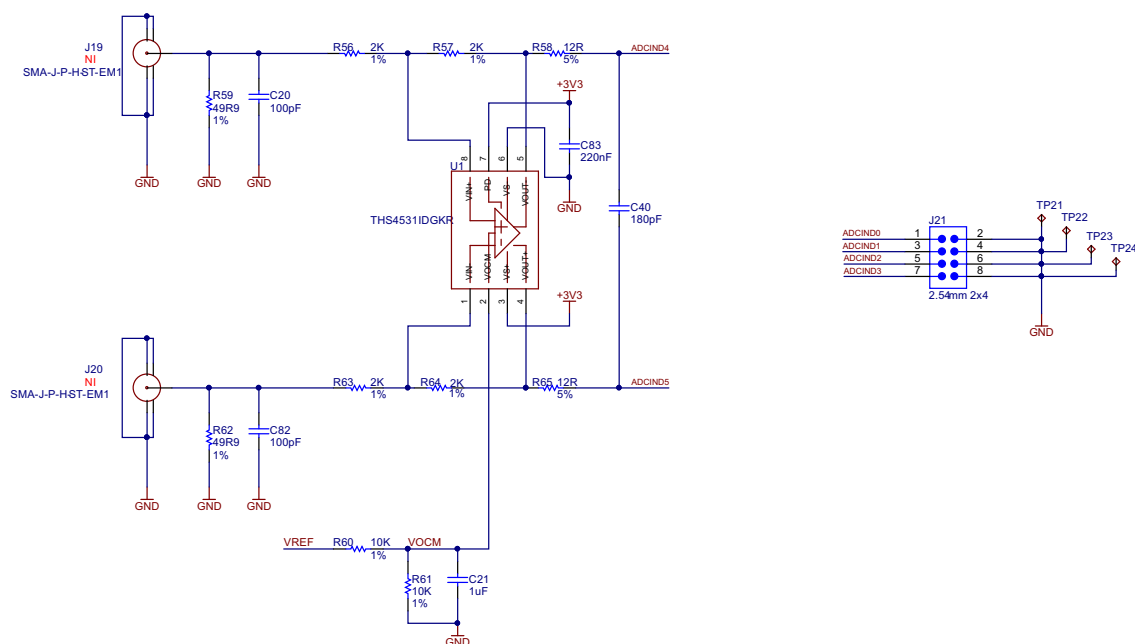 J19
NI
SMA-J-P-H-ST-EM1
GND
R59
49R9
1%
GND
C20
100pF
GND
R56
2K
1%
R57
2K
1%
R58
12R
5%
ADCIND4
+3V3
C83
220nF
GND
C40
180pF
U1
THS4531IDGKR
8
7
6
5
VIN+
PD
VS-
VOUT-
VIN-
VOCM
VS+
VOUT+
1
2
3
4
+3V3
J20
NI
SMA-J-P-H-ST-EM1
GND
R62
49R9
1%
GND
C82
100pF
GND
R63
2K
1%
R64
2K
1%
R65
12R
5%
ADCIND5
VREF
R60
10K
1%
VOCM
R61
10K
1%
C21
1uF
GND
J21
ADCIND0
1
2
ADCIND1
3
4
ADCIND2
5
6
ADCIND3
7
8
2.54mm 2x4
TP21
TP22
TP23
TP24
GND